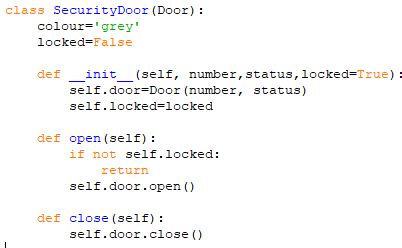 class SecurityDoor(Door):
    colour='grey'
    locked=False

    def __init__(self, number,status,locked=True):
        self.door=Door(number, status)
        self.locked=locked

    def open(self):
        if not self.locked:
            return
        self.door.open()

    def close(self):
        self.door.close()